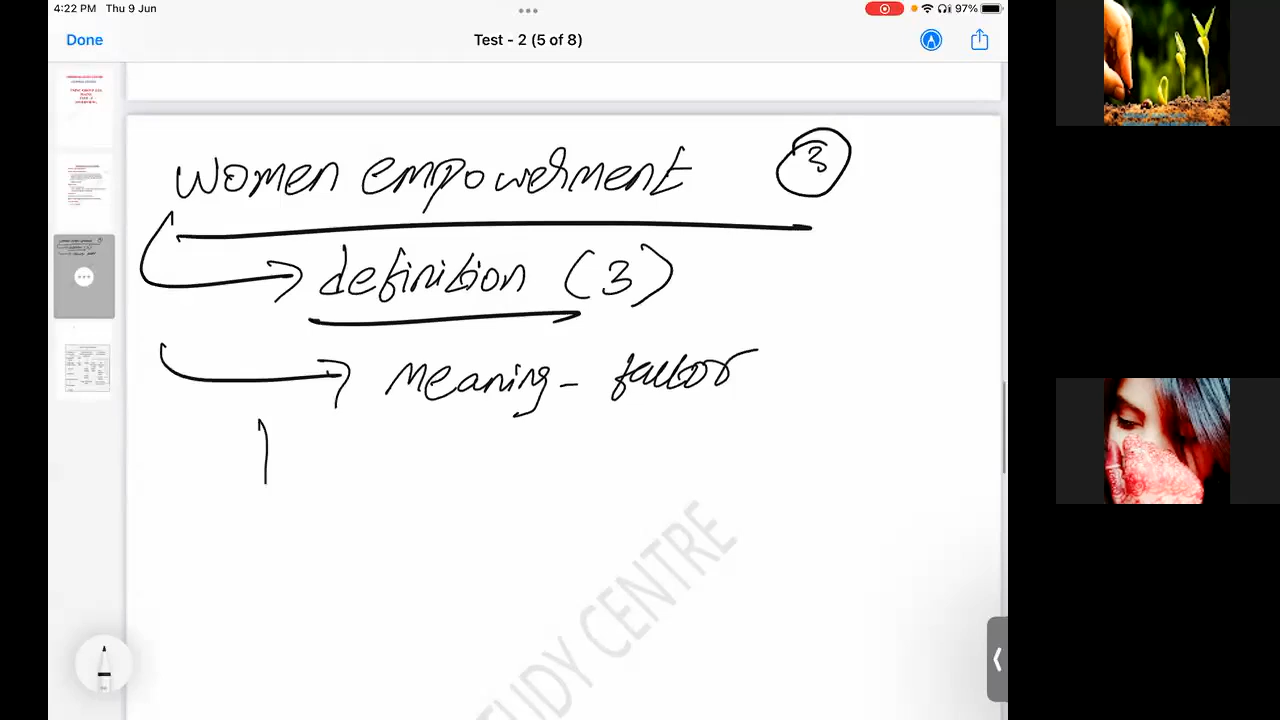 4:22 PM Thu 9 Jun
97%
Done
Test - 2 (5 of 8)
Women empowerment 3
definition (3)
Meaning - factor
STUDY CENTRE